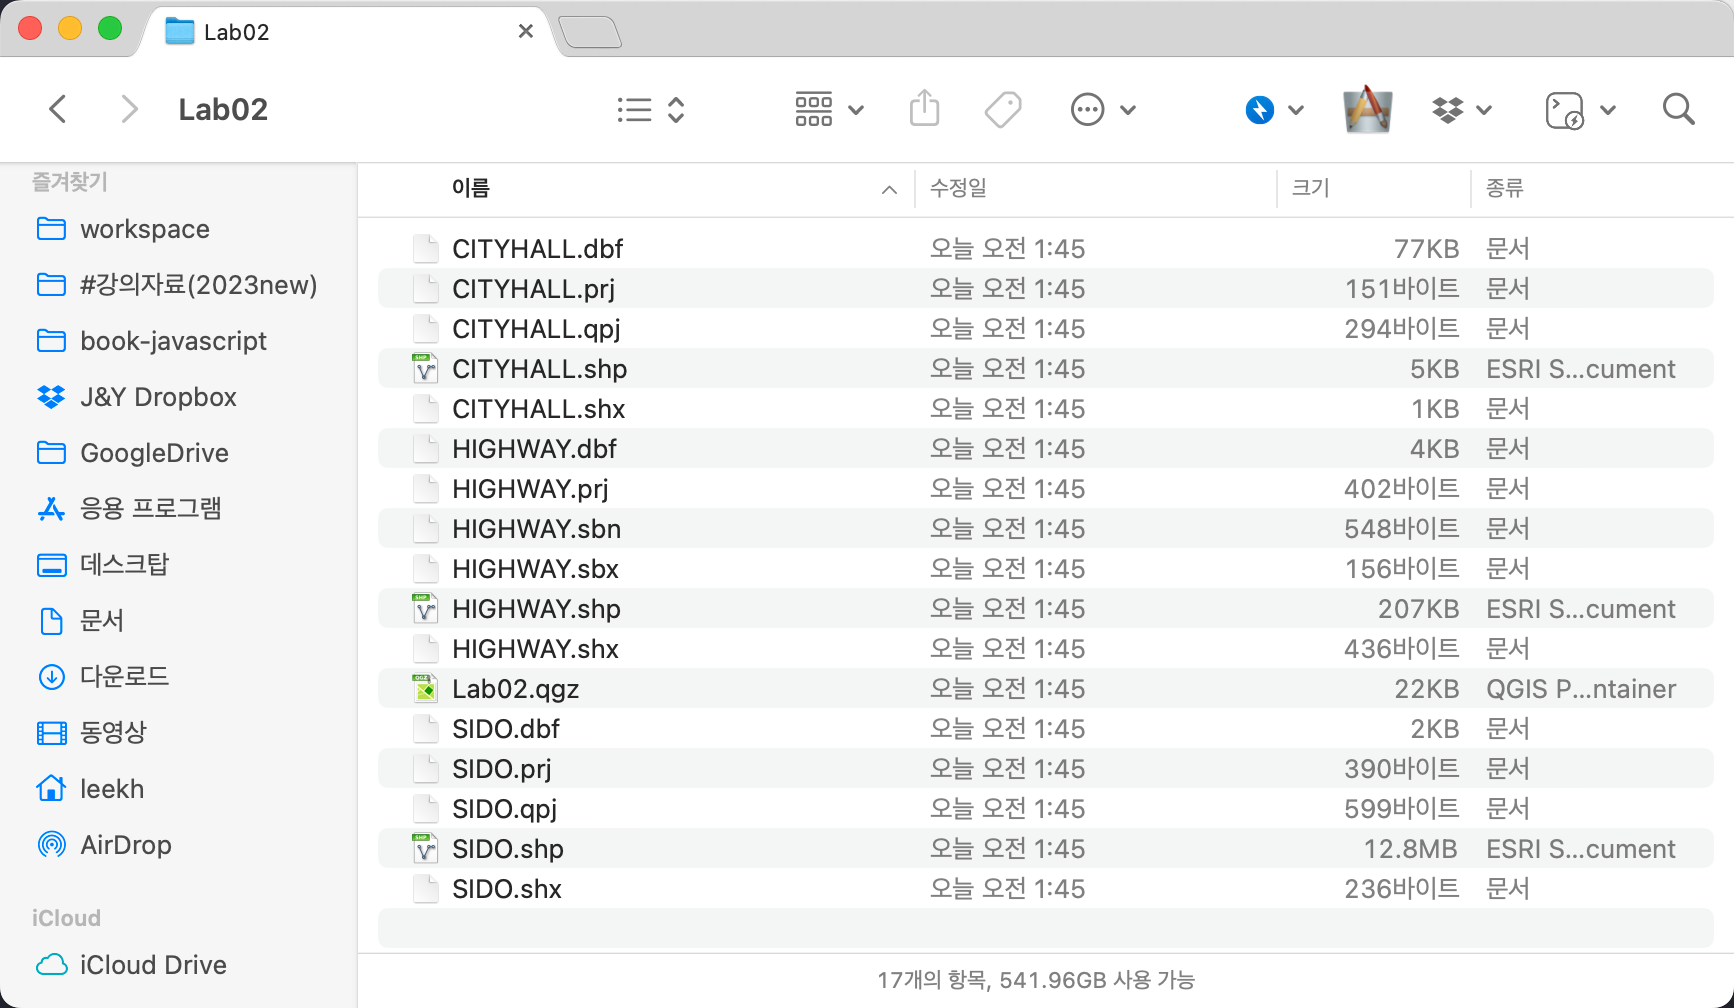 Lab02
Lab02
즐겨찾기
workspace
#강의자료(2023new)
book-javascript
J&Y Dropbox
GoogleDrive
응용 프로그램
데스크탑
문서
다운로드
동영상
leekh
AirDrop
iCloud
iCloud Drive
이름 수정일 크기 종류
CITYHALL.dbf 오늘 오전 1:45 77KB 문서
CITYHALL.prj 오늘 오전 1:45 151바이트 문서
CITYHALL.qpj 오늘 오전 1:45 294바이트 문서
SHP CITYHALL.shp 오늘 오전 1:45 5KB ESRI S...cument
CITYHALL.shx 오늘 오전 1:45 1KB 문서
HIGHWAY.dbf 오늘 오전 1:45 4KB 문서
HIGHWAY.prj 오늘 오전 1:45 402바이트 문서
HIGHWAY.sbn 오늘 오전 1:45 548바이트 문서
HIGHWAY.sbx 오늘 오전 1:45 156바이트 문서
SHP HIGHWAY.shp 오늘 오전 1:45 207KB ESRI S...cument
HIGHWAY.shx 오늘 오전 1:45 436바이트 문서
QGZ Lab02.qgz 오늘 오전 1:45 22KB QGIS P...ntainer
SIDO.dbf 오늘 오전 1:45 2KB 문서
SIDO.prj 오늘 오전 1:45 390바이트 문서
SIDO.qpj 오늘 오전 1:45 599바이트 문서
SHP SIDO.shp 오늘 오전 1:45 12.8MB ESRI S...cument
SIDO.shx 오늘 오전 1:45 236바이트 문서
17개의 항목, 541.96GB 사용 가능